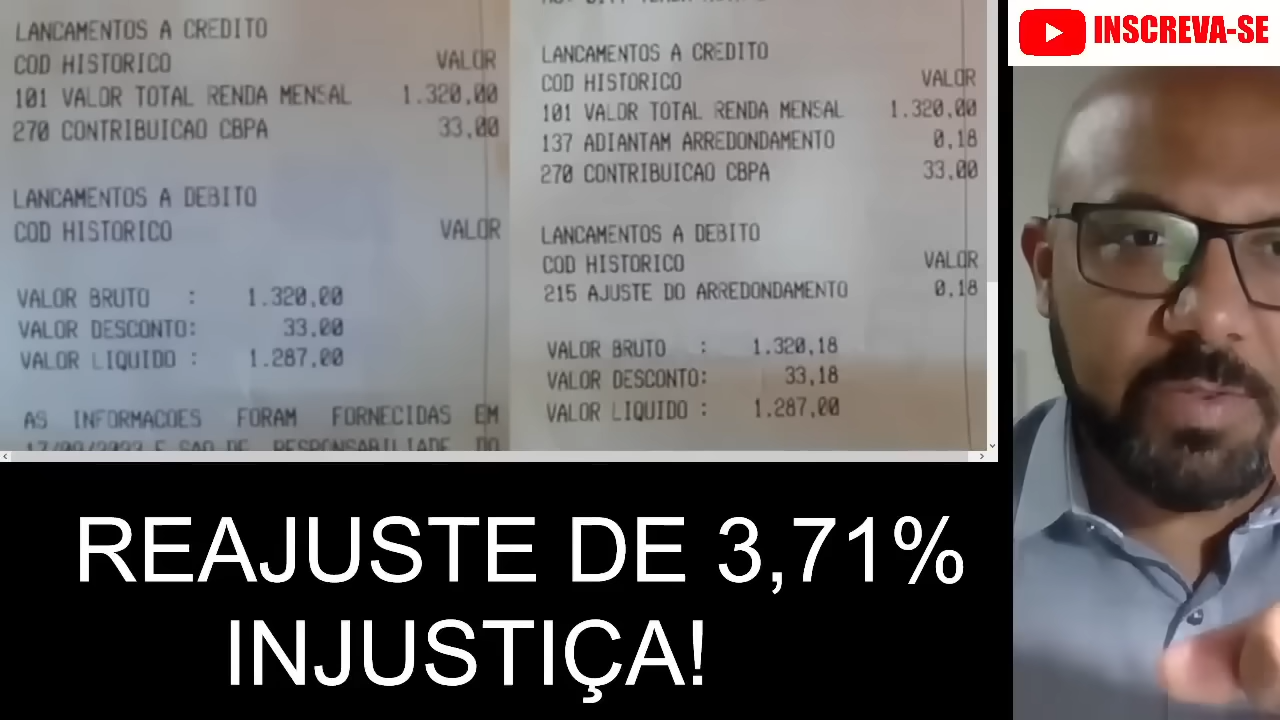 LANCAMENTOS A CREDITO
COD HISTORICO VALOR
101 VALOR TOTAL RENDA MENSAL 1.320,00
270 CONTRIBUICAO CBPA 33,00
LANCAMENTOS A DEBITO
COD HISTORICO VALOR
VALOR BRUTO : 1.320,00
VALOR DESCONTO: 33,00
VALOR LIQUIDO : 1.287,00
AS INFORMACOES FORAM FORNECIDAS EM
RESPONSABILIADE DO
LANCAMENTOS A CREDITO
COD HISTORICO VALOR
101 VALOR TOTAL RENDA MENSAL 1.320,00
137 ADIANTAM ARREDONDAMENTO 0,18
270 CONTRIBUICAO CBPA 33,00
LANCAMENTOS A DEBITO
COD HISTORICO VALOR
215 AJUSTE DO ARREDONDAMENTO 0,18
VALOR BRUTO : 1.320,18
VALOR DESCONTO: 33,18
VALOR LIQUIDO : 1.287,00
INSCREVA-SE
REAJUSTE DE 3,71%
INJUSTIÇA!